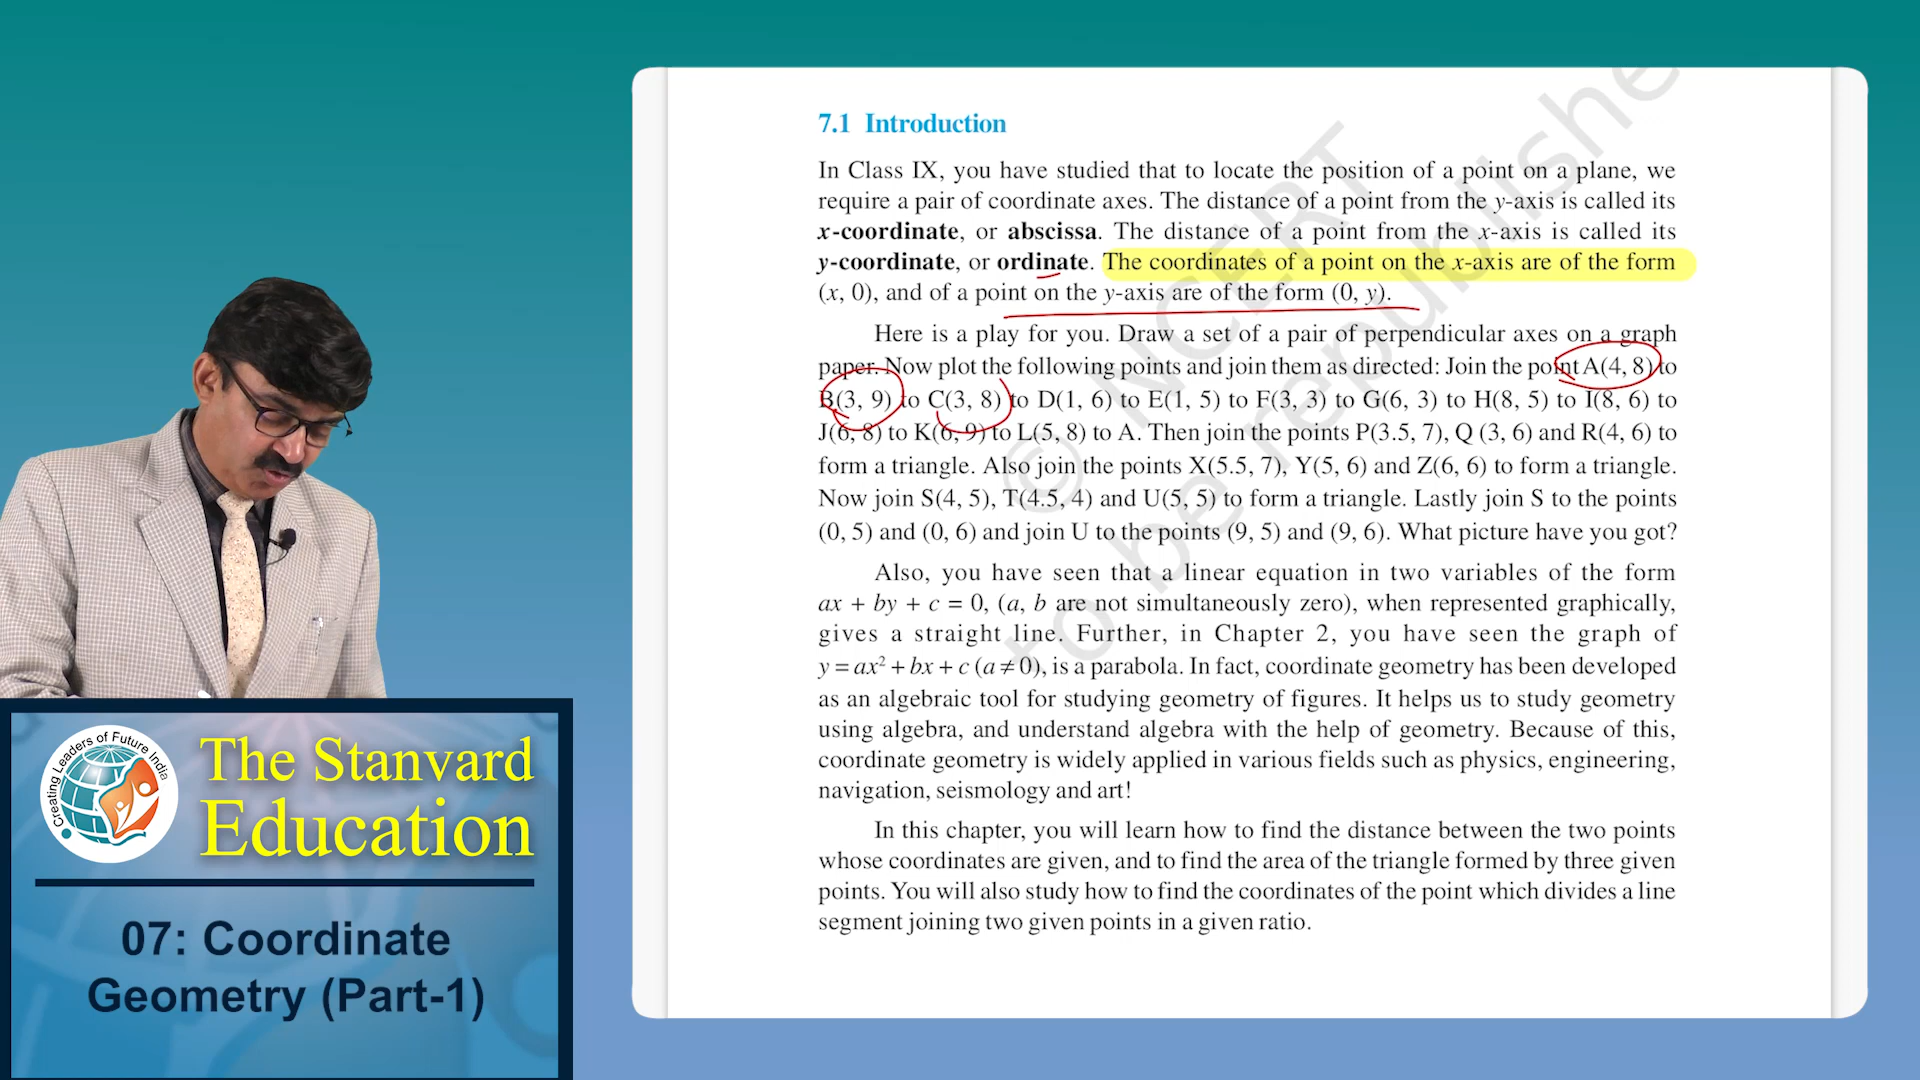 7.1 Introduction
In Class IX, you have studied that to locate the position of a point on a plane, we
require a pair of coordinate axes. The distance of a point from the y-axis is called its
x-coordinate, or abscissa. The distance of a point from the x-axis is called its
y-coordinate, or ordinate. The coordinates of a point on the x-axis are of the form
(x, 0), and of a point on the y-axis are of the form (0, y).
Here is a play for you. Draw a set of a pair of perpendicular axes on a graph
paper. Now plot the following points and join them as directed: Join the point A(4, 8) to
B(3, 9) to C(3, 8) to D(1, 6) to E(1, 5) to F(3, 3) to G(6, 3) to H(8, 5) to I(8, 6) to
J(6, 8) to K(6, 9) to L(5, 8) to A. Then join the points P(3.5, 7), Q (3, 6) and R(4, 6) to
form a triangle. Also join the points X(5.5, 7), Y(5, 6) and Z(6, 6) to form a triangle.
Now join S(4, 5), T(4.5, 4) and U(5, 5) to form a triangle. Lastly join S to the points
(0, 5) and (0, 6) and join U to the points (9, 5) and (9, 6). What picture have you got?
Also, you have seen that a linear equation in two variables of the form
ax + by + c = 0, (a, b are not simultaneously zero), when represented graphically,
gives a straight line. Further, in Chapter 2, you have seen the graph of
y = ax² + bx + c (a ≠ 0), is a parabola. In fact, coordinate geometry has been developed
as an algebraic tool for studying geometry of figures. It helps us to study geometry
using algebra, and understand algebra with the help of geometry. Because of this,
coordinate geometry is widely applied in various fields such as physics, engineering,
navigation, seismology and art!
In this chapter, you will learn how to find the distance between the two points
whose coordinates are given, and to find the area of the triangle formed by three given
points. You will also study how to find the coordinates of the point which divides a line
segment joining two given points in a given ratio.
© NCERT
to be republishe
Creating Leaders of Future India
The Stanvard
Education
07: Coordinate
Geometry (Part-1)